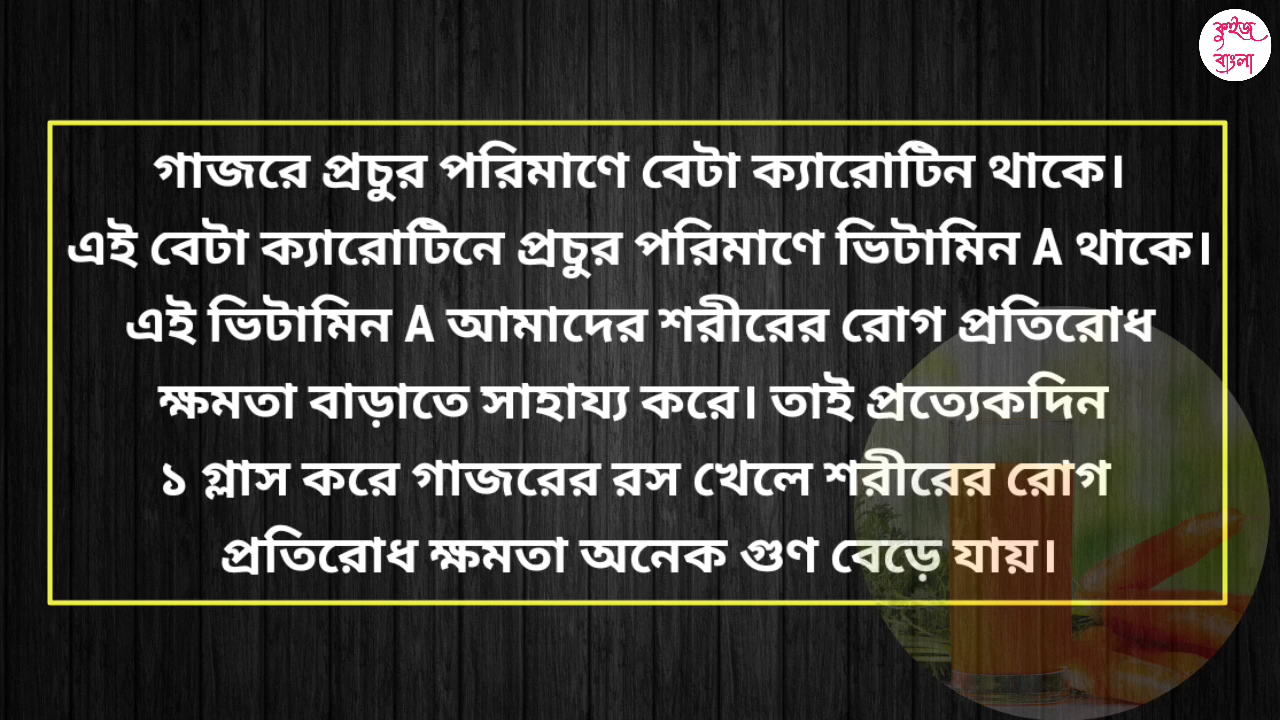 কুইজ
বাংলা
গাজরে প্রচুর পরিমাণে বেটা ক্যারোটিন থাকে।
এই বেটা ক্যারোটিনে প্রচুর পরিমাণে ভিটামিন A থাকে।
এই ভিটামিন A আমাদের শরীরের রোগ প্রতিরোধ
ক্ষমতা বাড়াতে সাহায্য করে। তাই প্রত্যেকদিন
১ গ্লাস করে গাজরের রস খেলে শরীরের রোগ
প্রতিরোধ ক্ষমতা অনেক গুণ বেড়ে যায়।